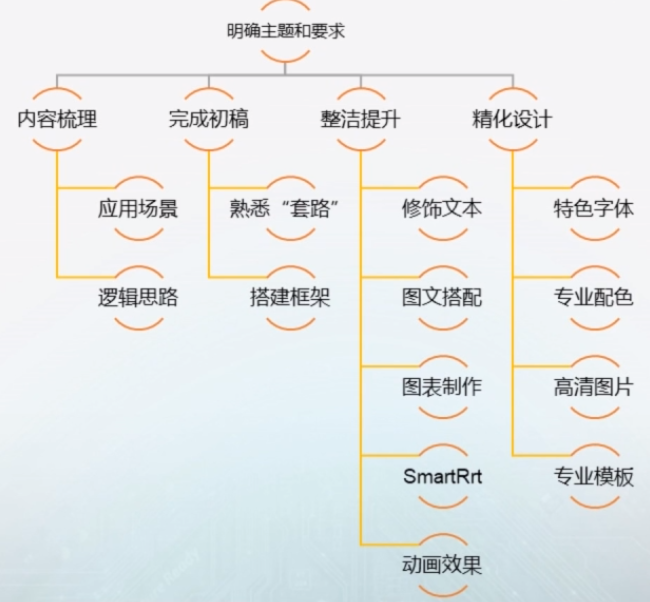 明确主题和要求
内容梳理
应用场景
逻辑思路
完成初稿
熟悉“套路”
搭建框架
整洁提升
修饰文本
图文搭配
图表制作
SmartRrt
动画效果
精化设计
特色字体
专业配色
高清图片
专业模板